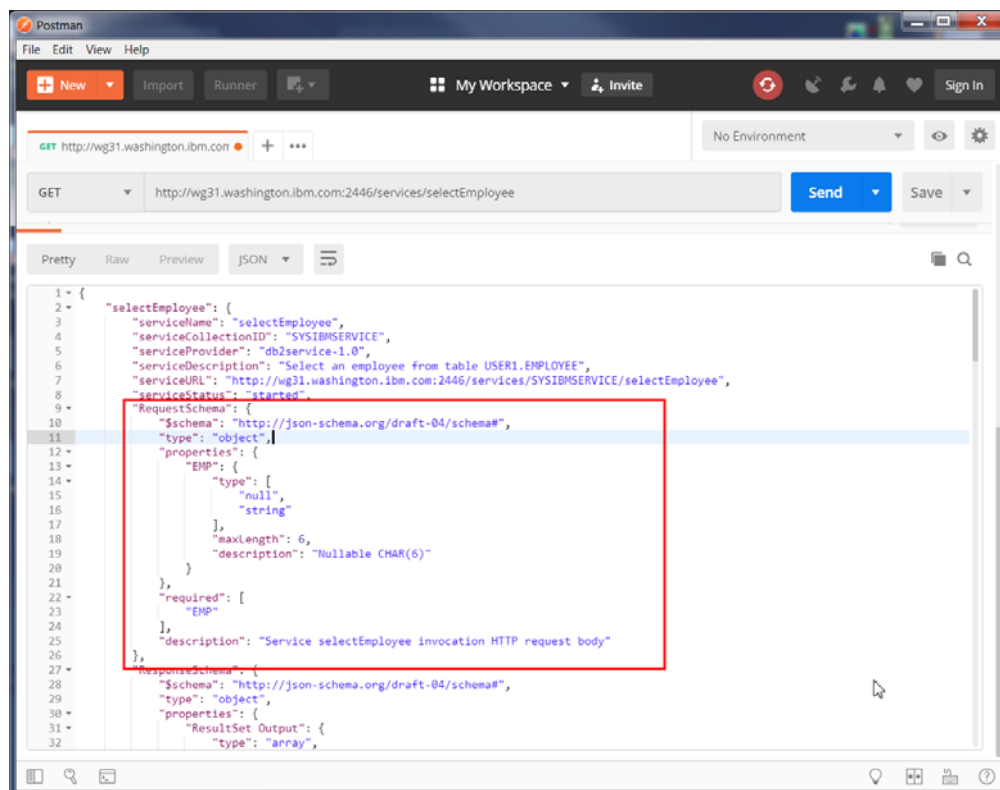 Postman
File Edit View Help
New Import Runner My Workspace Invite Sign In
GET http://wg31.washington.ibm.com No Environment
GET http://wg31.washington.ibm.com:2446/services/selectEmployee Send Save
Pretty Raw Preview JSON
1 {
2 "selectEmployee": {
3 "serviceName": "selectEmployee",
4 "serviceCollectionID": "SYSIBMSERVICE",
5 "serviceProvider": "db2service-1.0",
6 "serviceDescription": "Select an employee from table USER1.EMPLOYEE",
7 "serviceURL": "http://wg31.washington.ibm.com:2446/services/SYSIBMSERVICE/selectEmployee",
8 "serviceStatus": "started",
9 "RequestSchema": {
10 "$schema": "http://json-schema.org/draft-04/schema#",
11 "type": "object",
12 "properties": {
13 "EMP": {
14 "type": [
15 "null",
16 "string"
17 ],
18 "maxLength": 6,
19 "description": "Nullable CHAR(6)"
20 }
21 },
22 "required": [
23 "EMP"
24 ],
25 "description": "Service selectEmployee invocation HTTP request body"
26 },
27 "ResponseSchema": {
28 "$schema": "http://json-schema.org/draft-04/schema#",
29 "type": "object",
30 "properties": {
31 "ResultSet Output": {
32 "type": "array",